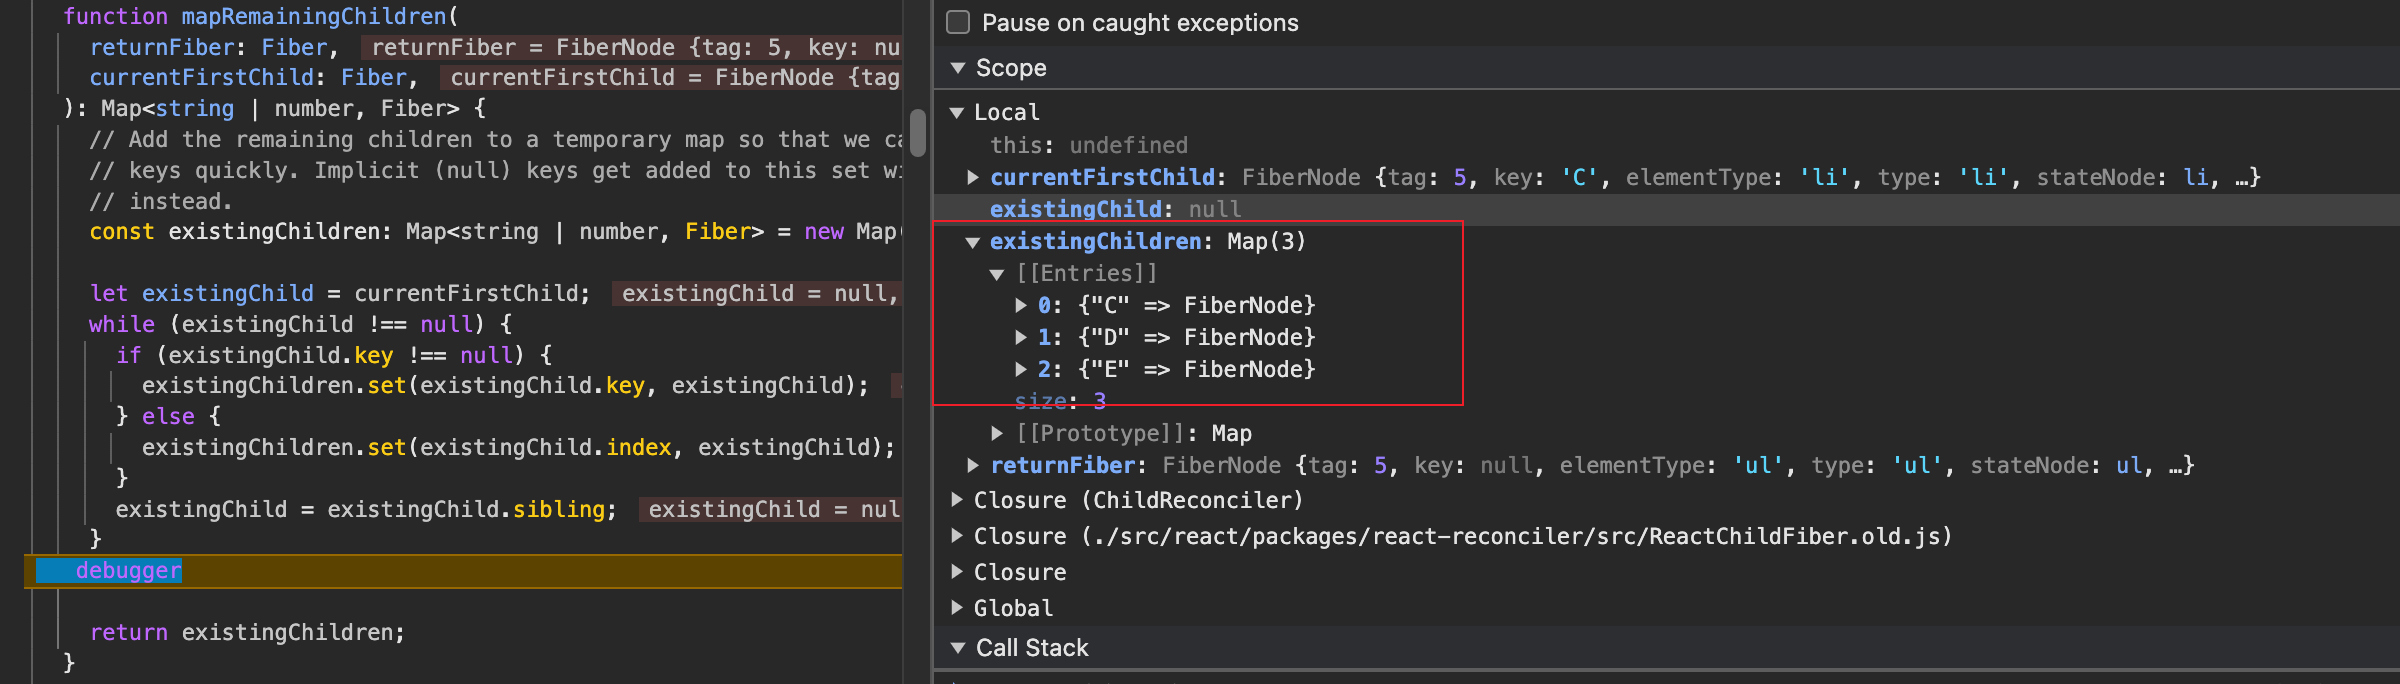 function mapRemainingChildren(
returnFiber: Fiber, returnFiber = FiberNode {tag: 5, key: nu
currentFirstChild: Fiber, currentFirstChild = FiberNode {tag
): Map<string | number, Fiber> {
// Add the remaining children to a temporary map so that we ca
// keys quickly. Implicit (null) keys get added to this set wi
// instead.
const existingChildren: Map<string | number, Fiber> = new Map(
let existingChild = currentFirstChild; existingChild = null,
while (existingChild !== null) {
if (existingChild.key !== null) {
existingChildren.set(existingChild.key, existingChild);
} else {
existingChildren.set(existingChild.index, existingChild);
}
existingChild = existingChild.sibling; existingChild = nul
}
debugger
return existingChildren;
}
Pause on caught exceptions
Scope
Local
this: undefined
currentFirstChild: FiberNode {tag: 5, key: 'C', elementType: 'li', type: 'li', stateNode: li, …}
existingChild: null
existingChildren: Map(3)
[[Entries]]
0: {"C" => FiberNode}
1: {"D" => FiberNode}
2: {"E" => FiberNode}
size: 3
[[Prototype]]: Map
returnFiber: FiberNode {tag: 5, key: null, elementType: 'ul', type: 'ul', stateNode: ul, …}
Closure (ChildReconciler)
Closure (./src/react/packages/react-reconciler/src/ReactChildFiber.old.js)
Closure
Global
Call Stack